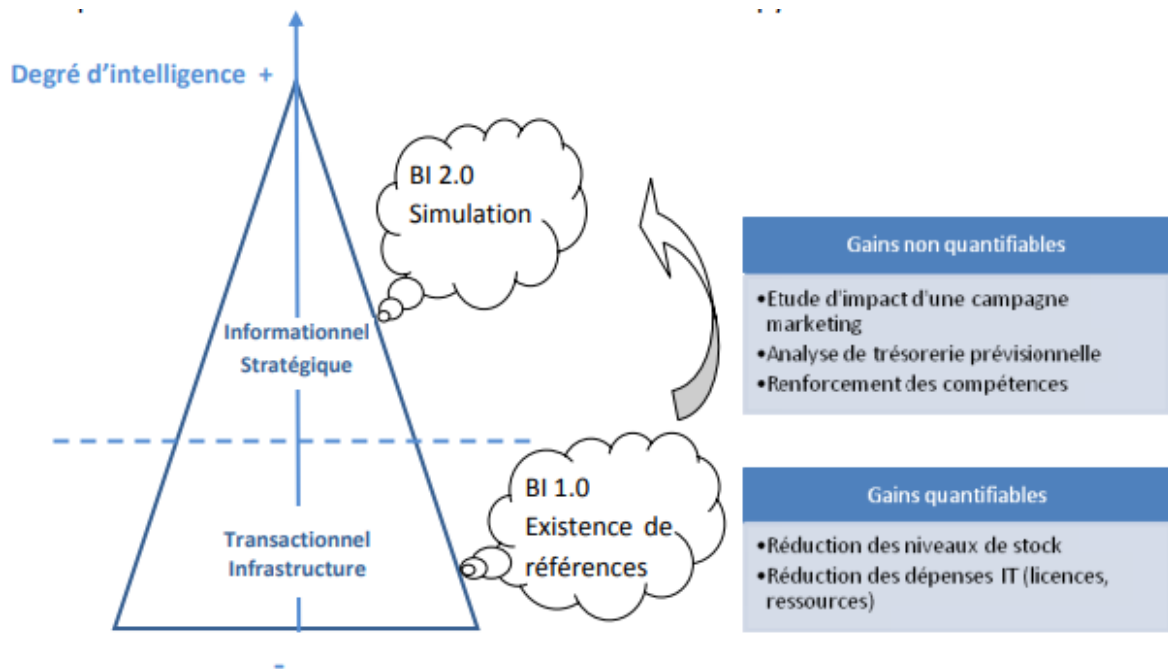 Degré d'intelligence +
BI 2.0
Simulation
Informationnel
Stratégique
Gains non quantifiables
•Etude d'impact d'une campagne
marketing
•Analyse de trésorerie prévisionnelle
•Renforcement des compétences
BI 1.0
Existence de
références
Transactionnel
Infrastructure
Gains quantifiables
•Réduction des niveaux de stock
•Réduction des dépenses IT (licences,
ressources)
-